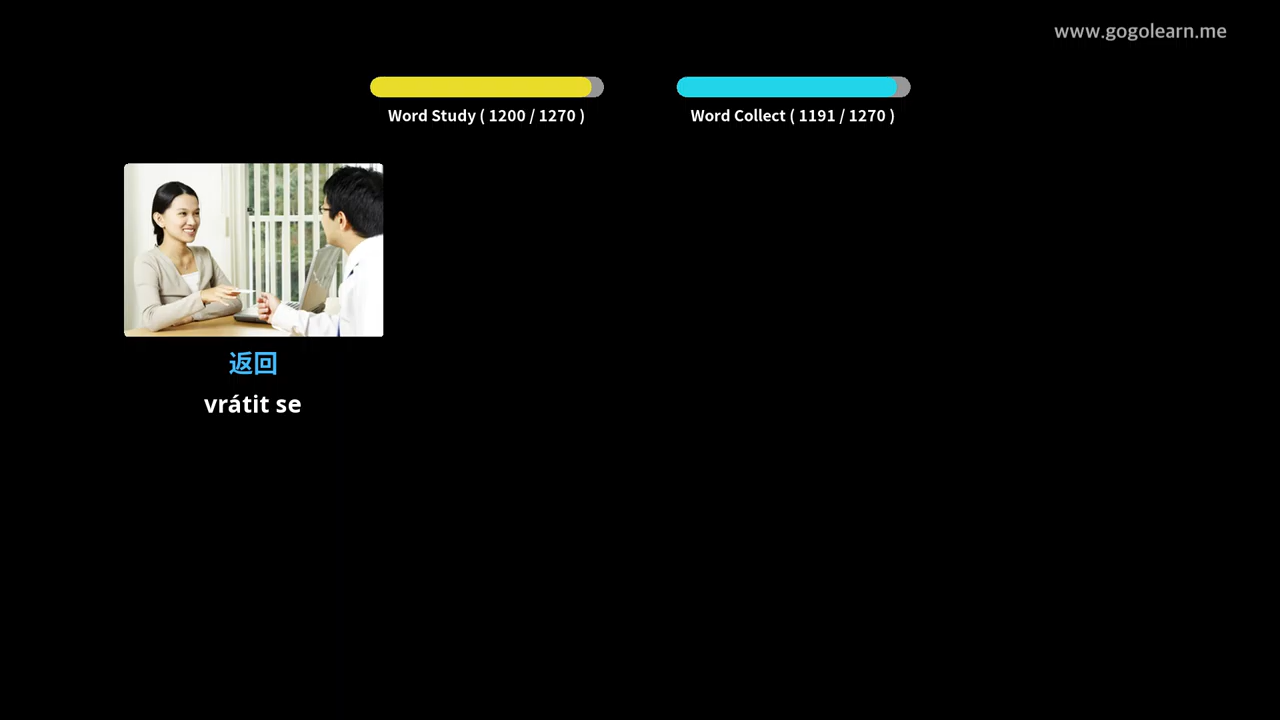 www.gogolearn.me
Word Study ( 1200 / 1270 )
Word Collect ( 1191 / 1270 )
返回
vrátit se